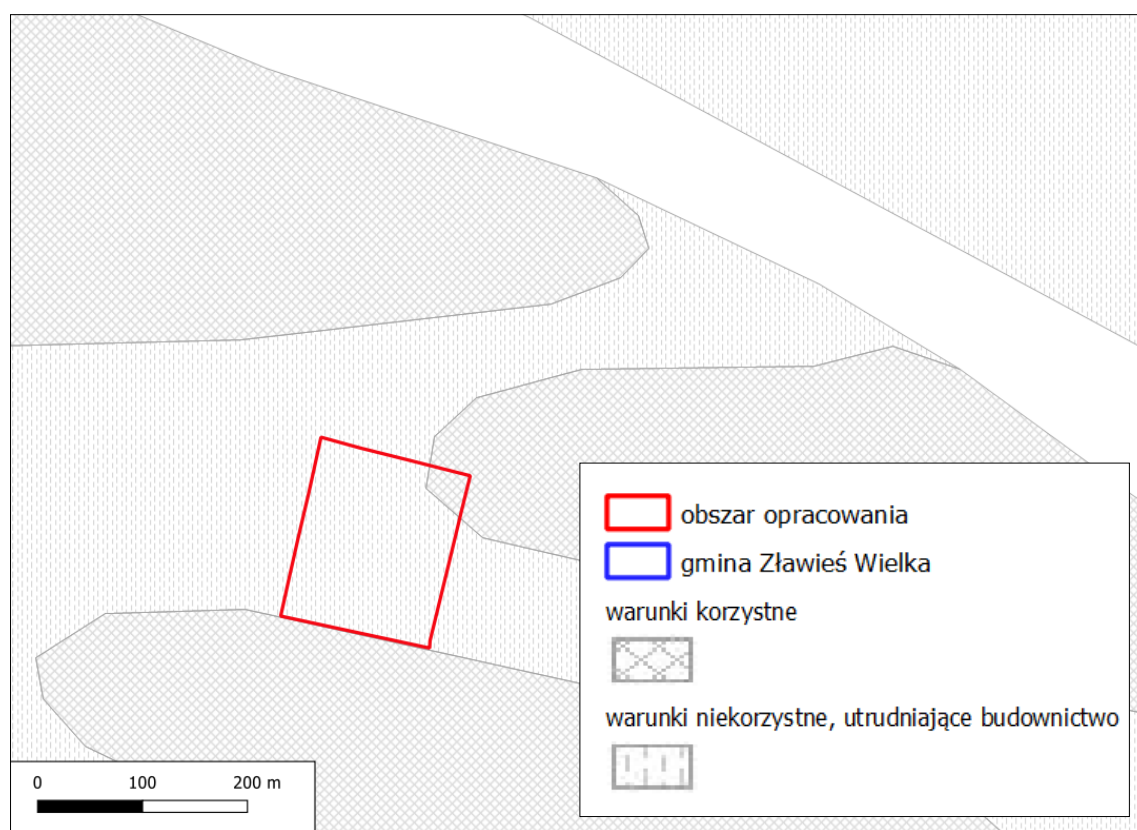 obszar opracowania
gmina Zławieś Wielka
warunki korzystne
warunki niekorzystne, utrudniające budownictwo
0 100 200 m